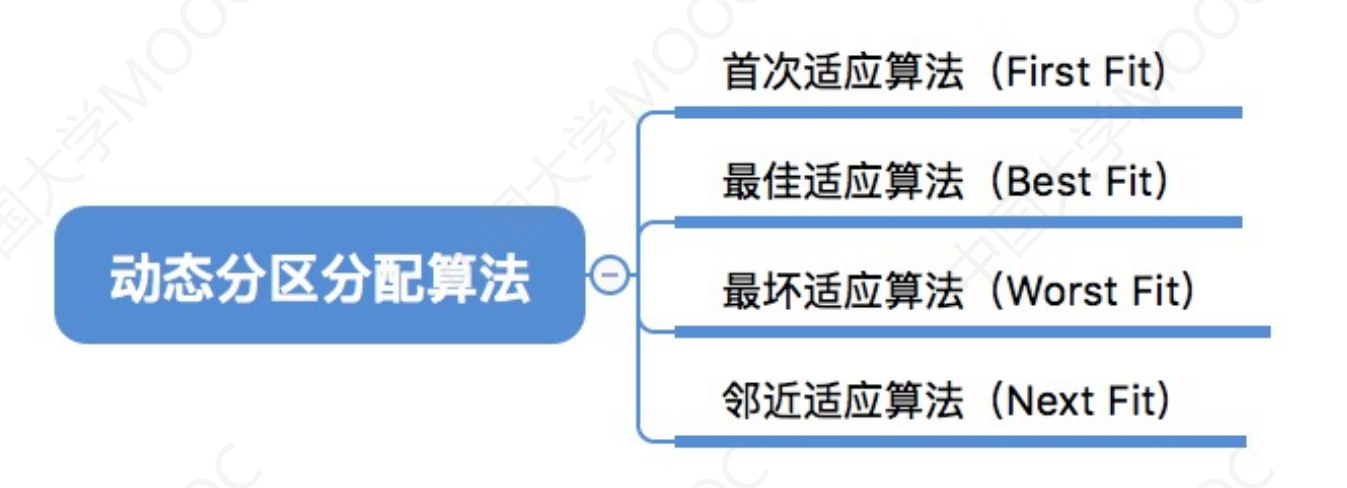 首次适应算法（First Fit）
最佳适应算法（Best Fit）
动态分区分配算法
最坏适应算法（Worst Fit）
邻近适应算法（Next Fit）
中国大学MOOC